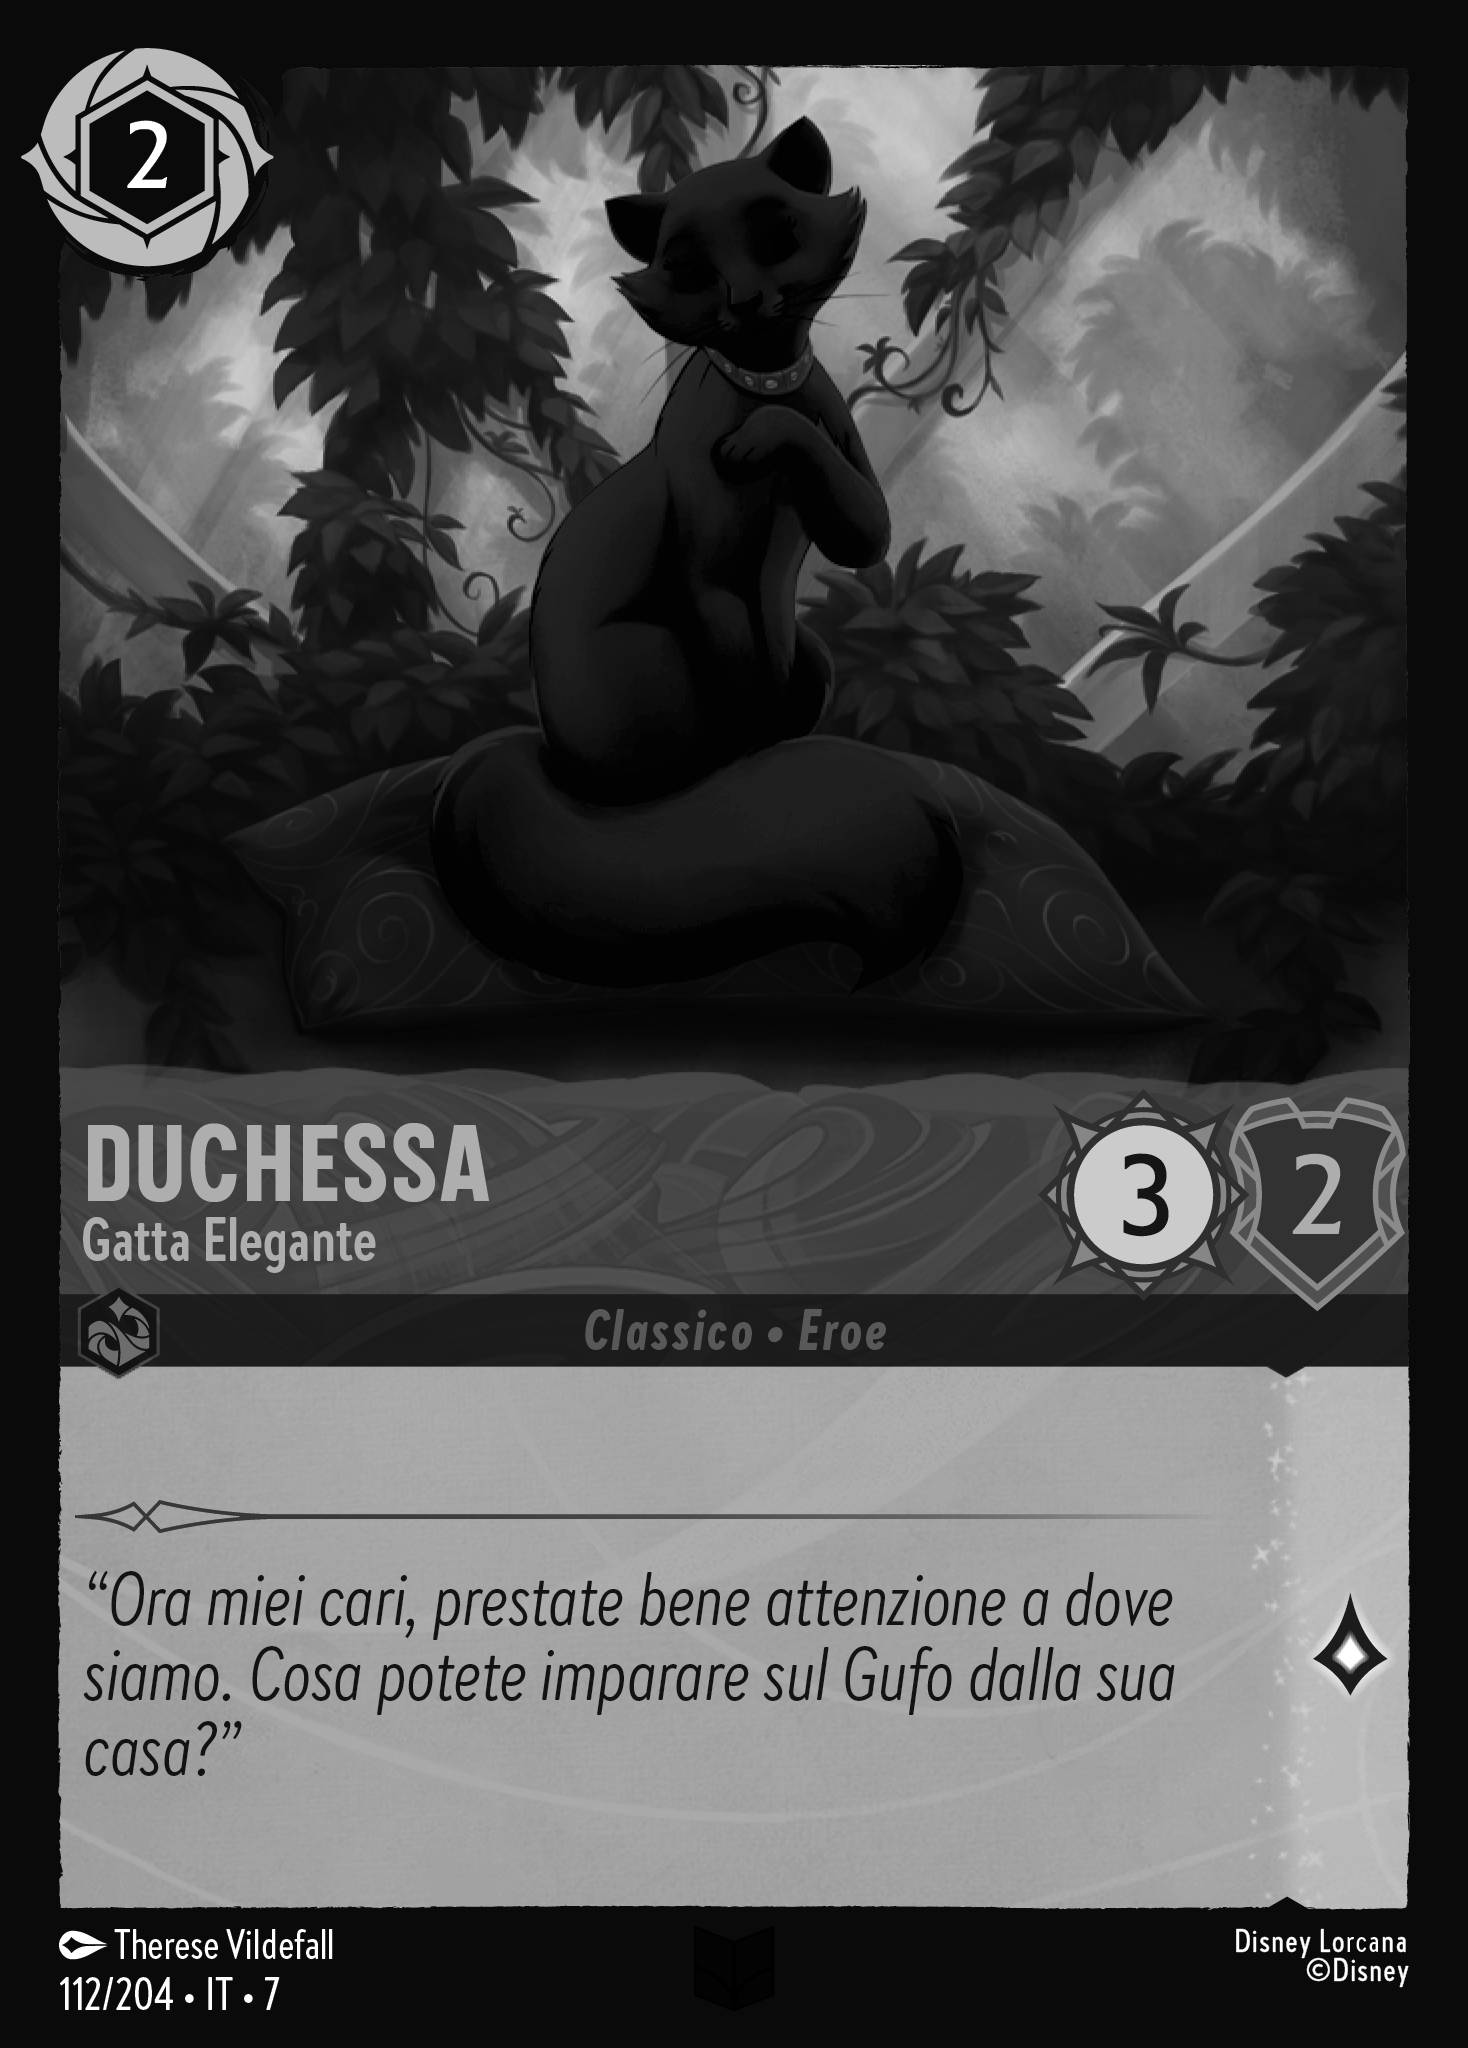 2
DUCHESSA
Gatta Elegante
3
2
Classico • Eroe
“Ora miei cari, prestate bene attenzione a dove
siamo. Cosa potete imparare sul Gufo dalla sua
casa?”
Therese Vildefall
112/204 • IT • 7
Disney Lorcana
©Disney